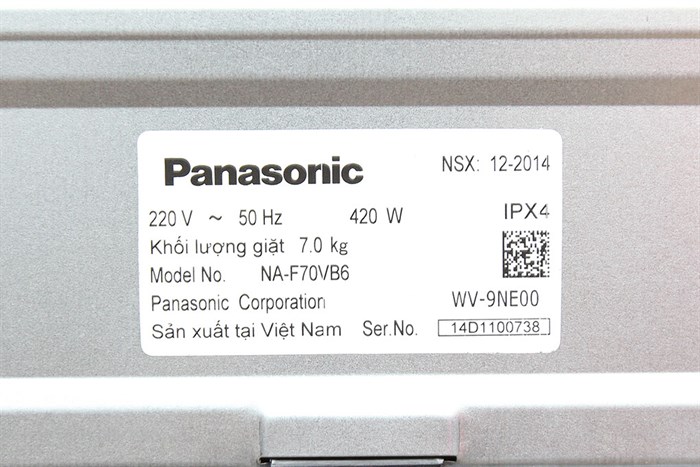 Panasonic NSX: 12-2014
220 V ~ 50 Hz 420 W IPX4
Khối lượng giặt 7.0 kg
Model No. NA-F70VB6
Panasonic Corporation WV-9NE00
Sản xuất tại Việt Nam Ser.No. 14D1100738